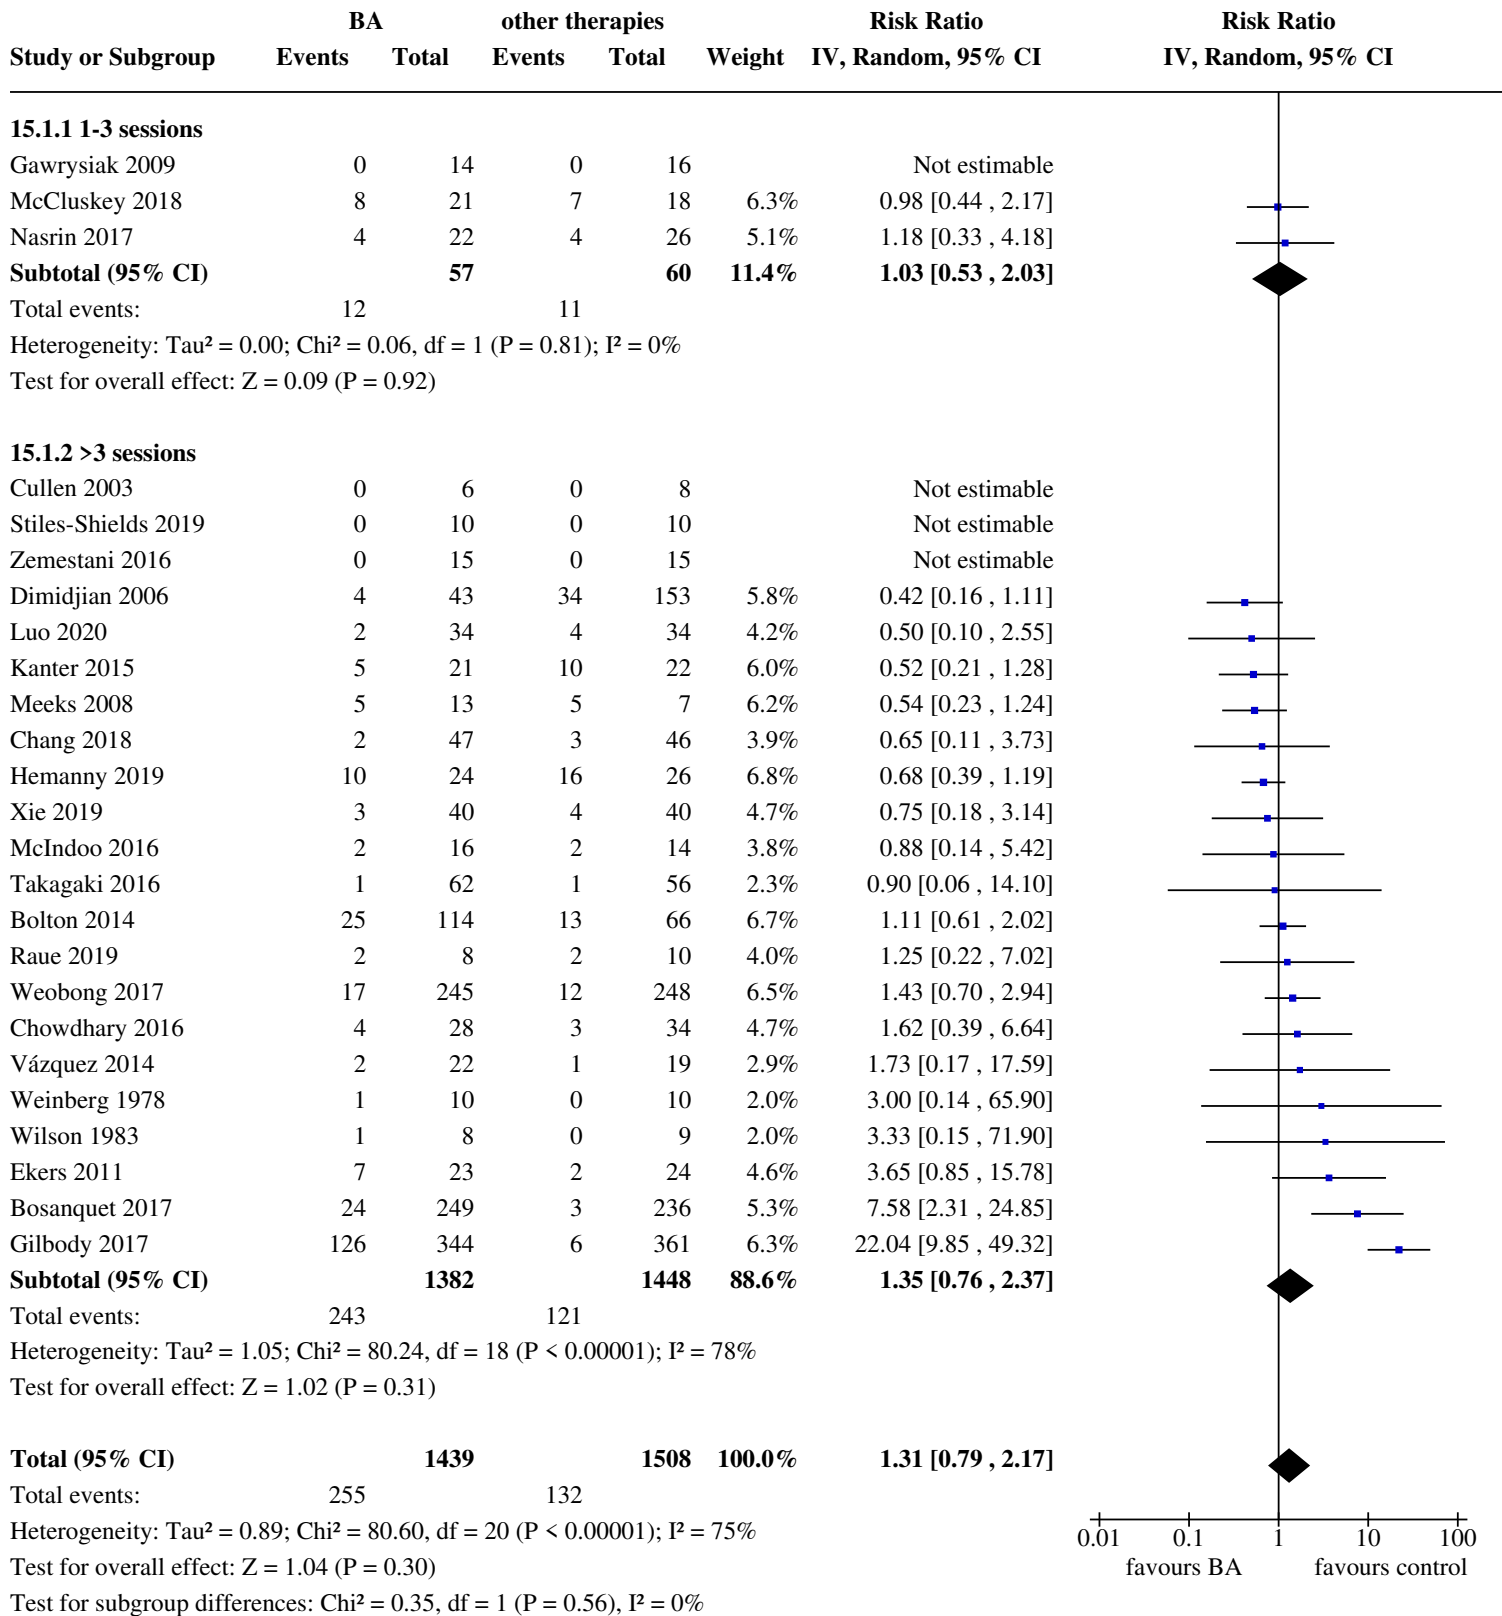 BA other therapies Risk Ratio Risk Ratio
Study or Subgroup Events Total Events Total Weight IV, Random, 95% CI IV, Random, 95% CI
15.1.1 1-3 sessions
Gawrysiak 2009 0 14 0 16 Not estimable
McCluskey 2018 8 21 7 18 6.3% 0.98 [0.44 , 2.17]
Nasrin 2017 4 22 4 26 5.1% 1.18 [0.33 , 4.18]
Subtotal (95% CI) 57 60 11.4% 1.03 [0.53 , 2.03]
Total events: 12 11
Heterogeneity: Tau² = 0.00; Chi² = 0.06, df = 1 (P = 0.81); I² = 0%
Test for overall effect: Z = 0.09 (P = 0.92)
15.1.2 >3 sessions
Cullen 2003 0 6 0 8 Not estimable
Stiles-Shields 2019 0 10 0 10 Not estimable
Zemestani 2016 0 15 0 15 Not estimable
Dimidjian 2006 4 43 34 153 5.8% 0.42 [0.16 , 1.11]
Luo 2020 2 34 4 34 4.2% 0.50 [0.10 , 2.55]
Kanter 2015 5 21 10 22 6.0% 0.52 [0.21 , 1.28]
Meeks 2008 5 13 5 7 6.2% 0.54 [0.23 , 1.24]
Chang 2018 2 47 3 46 3.9% 0.65 [0.11 , 3.73]
Hemanny 2019 10 24 16 26 6.8% 0.68 [0.39 , 1.19]
Xie 2019 3 40 4 40 4.7% 0.75 [0.18 , 3.14]
McIndoo 2016 2 16 2 14 3.8% 0.88 [0.14 , 5.42]
Takagaki 2016 1 62 1 56 2.3% 0.90 [0.06 , 14.10]
Bolton 2014 25 114 13 66 6.7% 1.11 [0.61 , 2.02]
Raue 2019 2 8 2 10 4.0% 1.25 [0.22 , 7.02]
Weobong 2017 17 245 12 248 6.5% 1.43 [0.70 , 2.94]
Chowdhary 2016 4 28 3 34 4.7% 1.62 [0.39 , 6.64]
Vázquez 2014 2 22 1 19 2.9% 1.73 [0.17 , 17.59]
Weinberg 1978 1 10 0 10 2.0% 3.00 [0.14 , 65.90]
Wilson 1983 1 8 0 9 2.0% 3.33 [0.15 , 71.90]
Ekers 2011 7 23 2 24 4.6% 3.65 [0.85 , 15.78]
Bosanquet 2017 24 249 3 236 5.3% 7.58 [2.31 , 24.85]
Gilbody 2017 126 344 6 361 6.3% 22.04 [9.85 , 49.32]
Subtotal (95% CI) 1382 1448 88.6% 1.35 [0.76 , 2.37]
Total events: 243 121
Heterogeneity: Tau² = 1.05; Chi² = 80.24, df = 18 (P < 0.00001); I² = 78%
Test for overall effect: Z = 1.02 (P = 0.31)
Total (95% CI) 1439 1508 100.0% 1.31 [0.79 , 2.17]
Total events: 255 132
Heterogeneity: Tau² = 0.89; Chi² = 80.60, df = 20 (P < 0.00001); I² = 75%
0.01 0.1 1 10 100
Test for overall effect: Z = 1.04 (P = 0.30) favours BA favours control
Test for subgroup differences: Chi² = 0.35, df = 1 (P = 0.56), I² = 0%